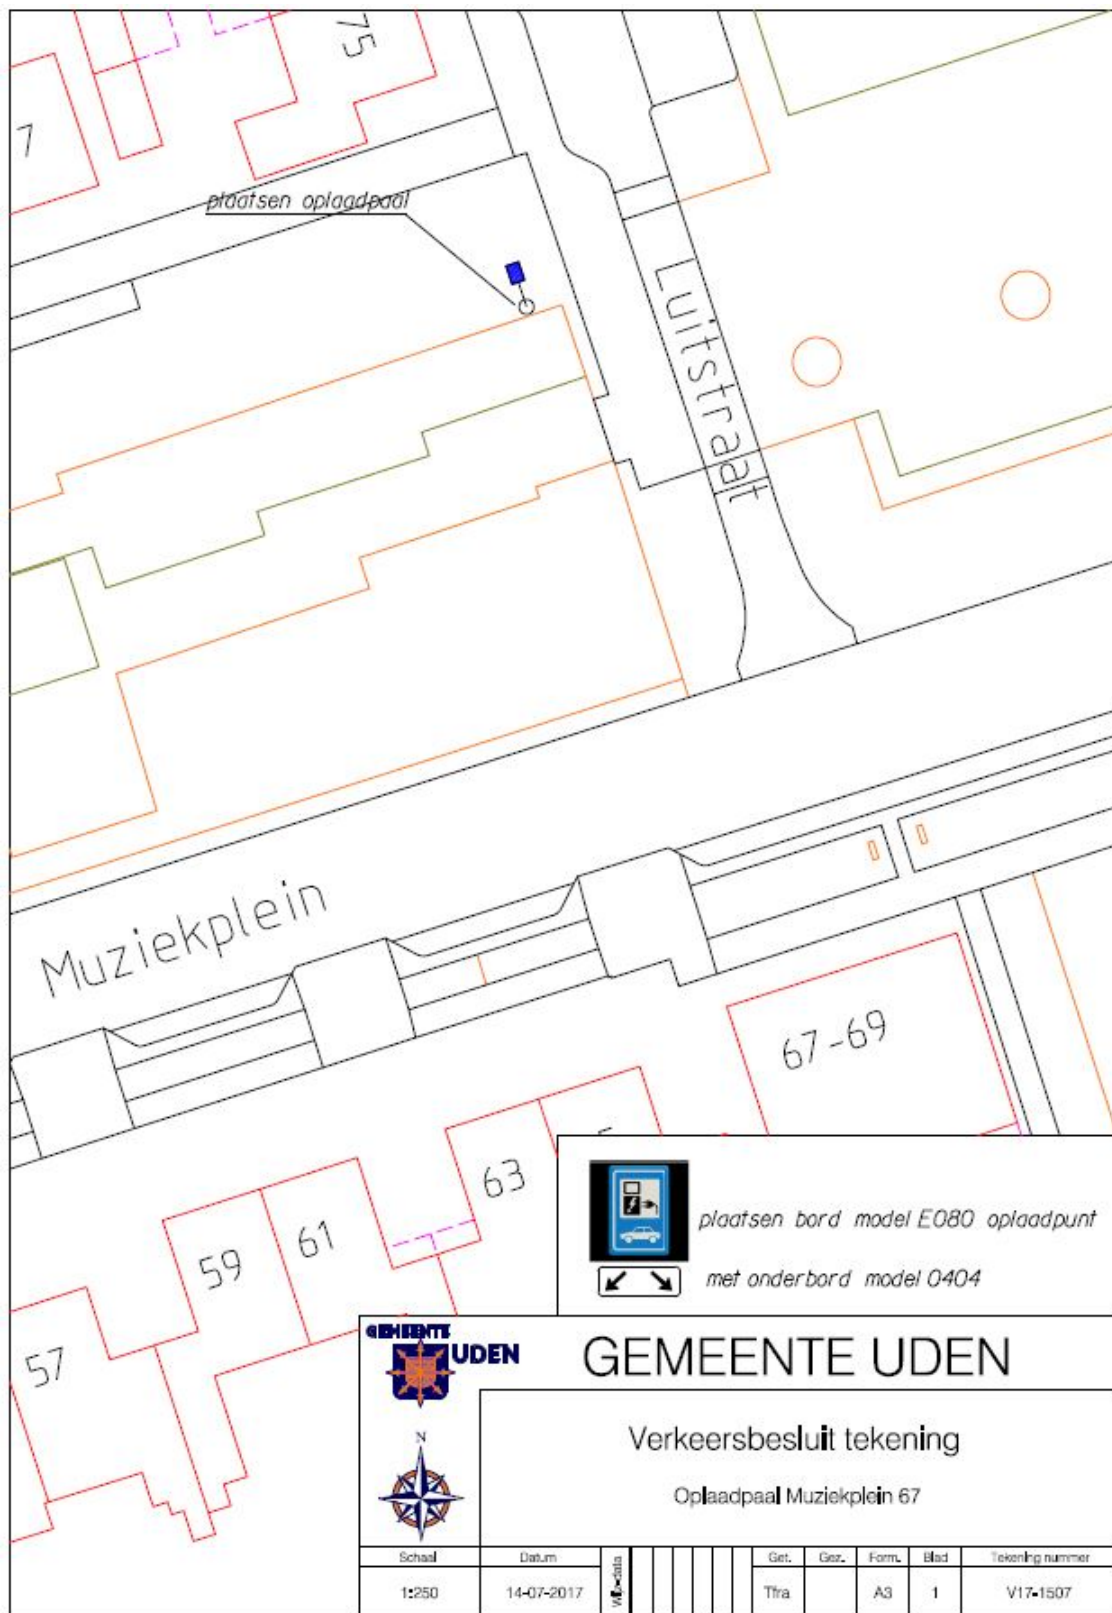 75
7
plaatsen oplaadpaal
Luitstraat
Muziekplein
67-69
63
61
59
57
plaatsen bord model E080 oplaadpunt
met onderbord model 0404
GEMEENTE
UDEN
GEMEENTE UDEN
N
Verkeersbesluit tekening
Oplaadpaal Muziekplein 67
Schaal Datum Get. Gez. Form. Blad Tekening nummer
1:250 14-07-2017 Tfra A3 1 V17-1507